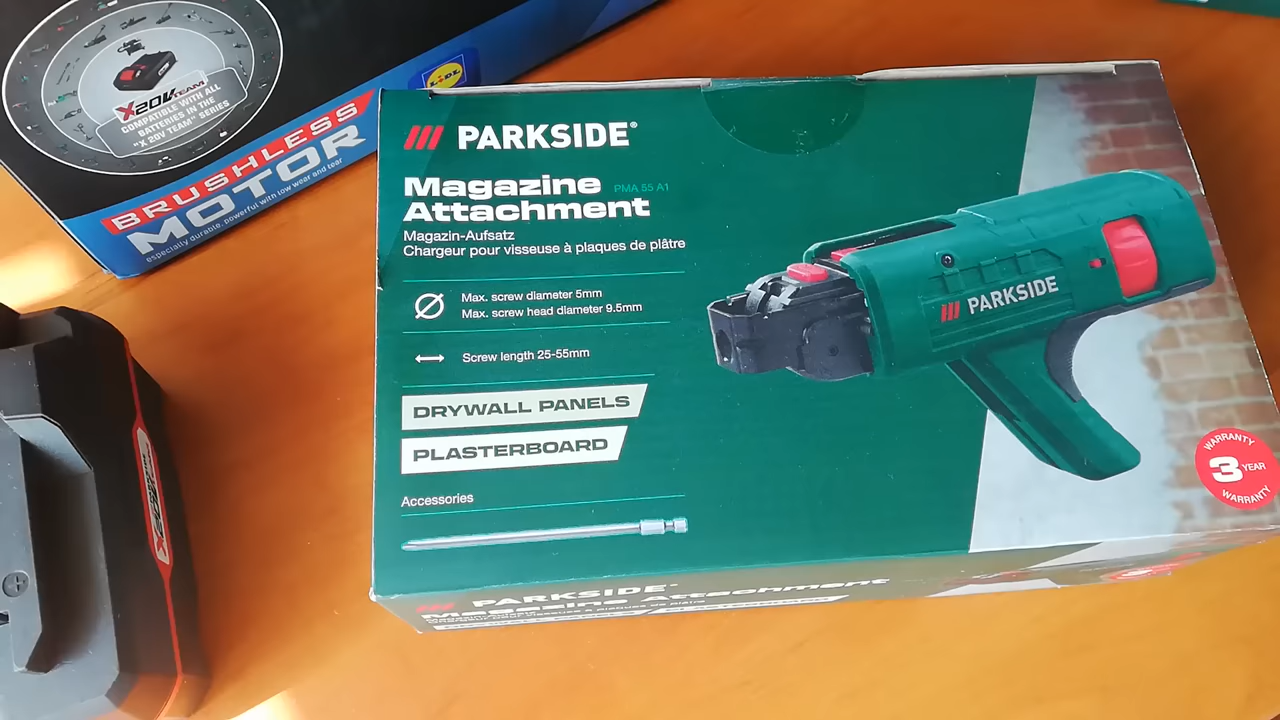 X20V TEAM
COMPATIBLE WITH ALL
BATTERIES IN THE
"X 20V TEAM" SERIES
LIDL
BRUSHLESS
MOTOR
especially durable, powerful with low wear and tear
PARKSIDE®
Magazine PMA 55 A1
Attachment
Magazin-Aufsatz
Chargeur pour visseuse à plaques de plâtre
Max. screw diameter 5mm
Max. screw head diameter 9.5mm
Screw length 25-55mm
DRYWALL PANELS
PLASTERBOARD
Accessories
PARKSIDE
WARRANTY
3 YEAR
WARRANTY
PARKSIDE®
Magazine Attachment